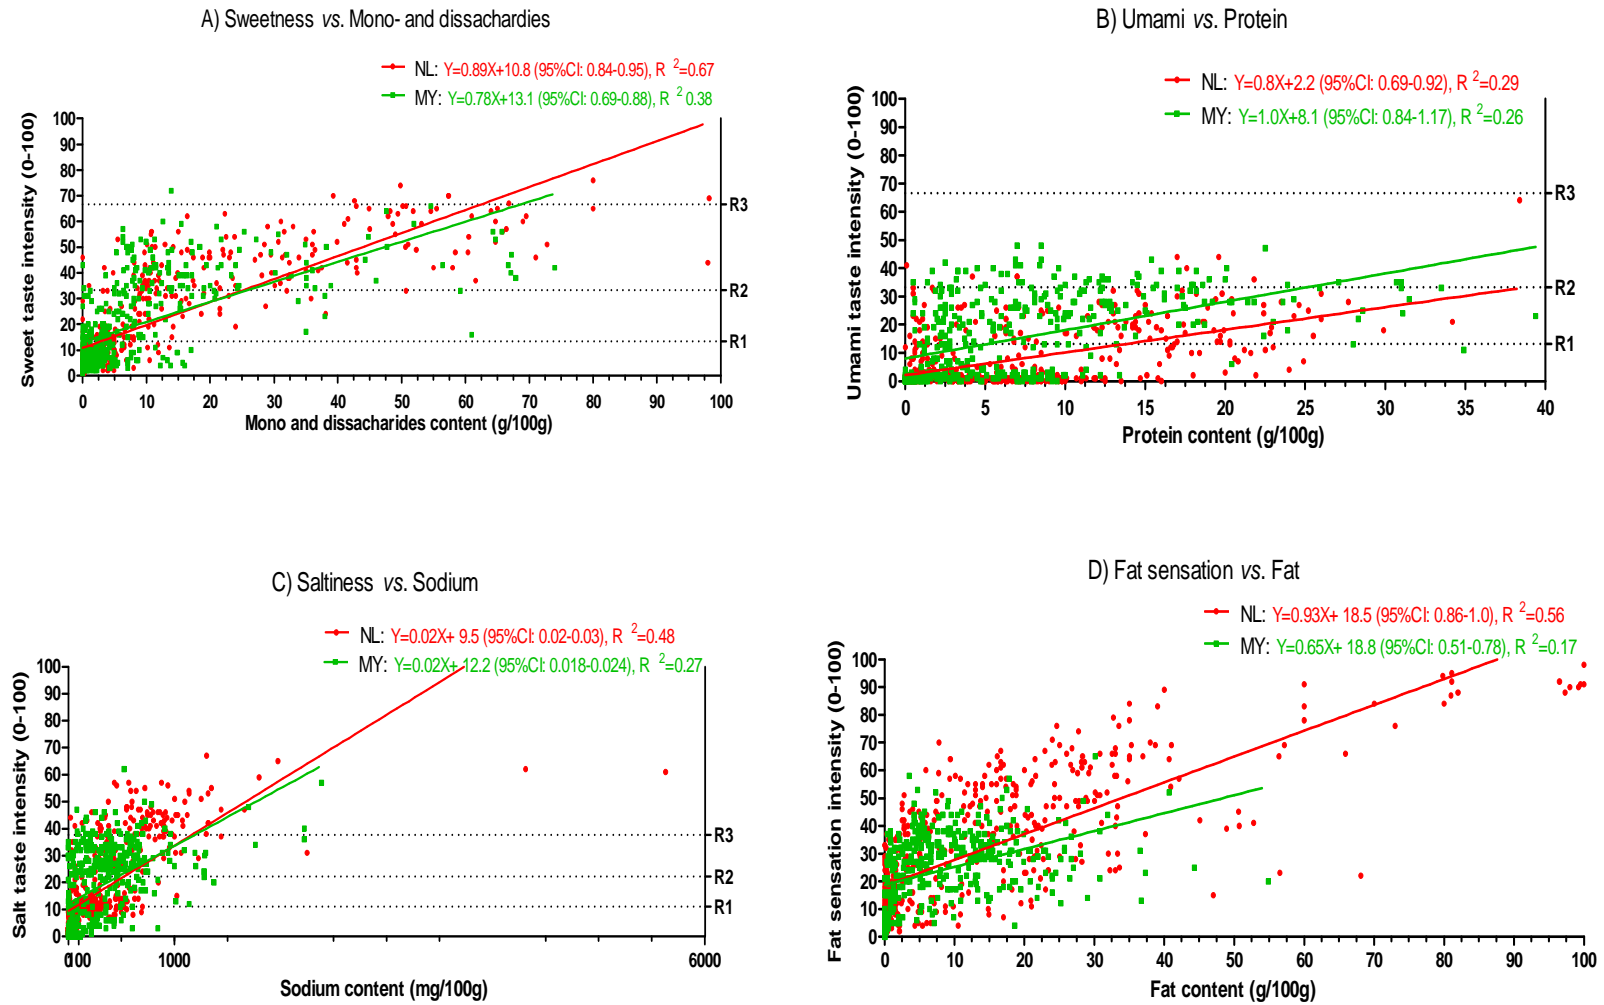 A) Sweetness vs. Mono- and dissachardies
NL: Y=0.89X+10.8 (95%CI: 0.84-0.95), R 2=0.67
MY: Y=0.78X+13.1 (95%CI: 0.69-0.88), R 2 0.38
Sweet taste intensity (0-100)
100
90
80
70
60
50
40
30
20
10
0
R3
R2
R1
0 10 20 30 40 50 60 70 80 90 100
Mono and dissacharides content (g/100g)
B) Umami vs. Protein
NL: Y=0.8X+2.2 (95%CI: 0.69-0.92), R 2=0.29
MY: Y=1.0X+8.1 (95%CI: 0.84-1.17), R 2=0.26
Umami taste intensity (0-100)
100
90
80
70
60
50
40
30
20
10
0
R3
R2
R1
0 5 10 15 20 25 30 35 40
Protein content (g/100g)
C) Saltiness vs. Sodium
NL: Y=0.02X+ 9.5 (95%CI: 0.02-0.03), R 2=0.48
MY: Y=0.02X+ 12.2 (95%CI: 0.018-0.024), R 2=0.27
Salt taste intensity (0-100)
100
90
80
70
60
50
40
30
20
10
0
R3
R2
R1
0 100 1000 6000
Sodium content (mg/100g)
D) Fat sensation vs. Fat
NL: Y=0.93X+ 18.5 (95%CI: 0.86-1.0), R 2=0.56
MY: Y=0.65X+ 18.8 (95%CI: 0.51-0.78), R 2=0.17
Fat sensation intensity (0-100)
100
90
80
70
60
50
40
30
20
10
0
0 10 20 30 40 50 60 70 80 90 100
Fat content (g/100g)